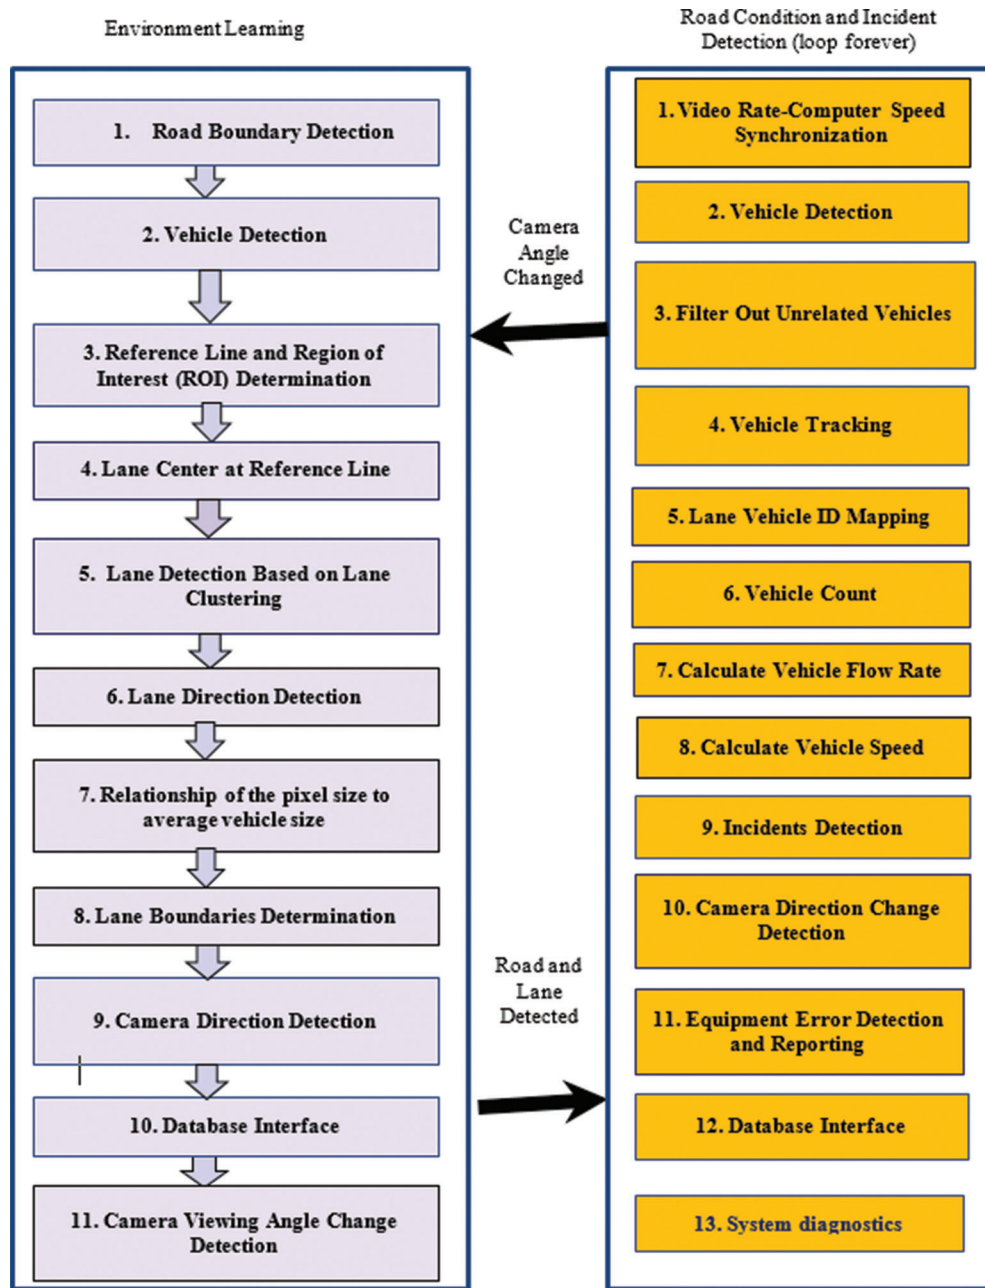 Environment Learning
1. Road Boundary Detection
2. Vehicle Detection
3. Reference Line and Region of
Interest (ROI) Determination
4. Lane Center at Reference Line
5. Lane Detection Based on Lane
Clustering
6. Lane Direction Detection
7. Relationship of the pixel size to
average vehicle size
8. Lane Boundaries Determination
9. Camera Direction Detection
10. Database Interface
11. Camera Viewing Angle Change
Detection
Camera
Angle
Changed
Road and
Lane
Detected
Road Condition and Incident
Detection (loop forever)
1. Video Rate-Computer Speed
Synchronization
2. Vehicle Detection
3. Filter Out Unrelated Vehicles
4. Vehicle Tracking
5. Lane Vehicle ID Mapping
6. Vehicle Count
7. Calculate Vehicle Flow Rate
8. Calculate Vehicle Speed
9. Incidents Detection
10. Camera Direction Change
Detection
11. Equipment Error Detection
and Reporting
12. Database Interface
13. System diagnostics